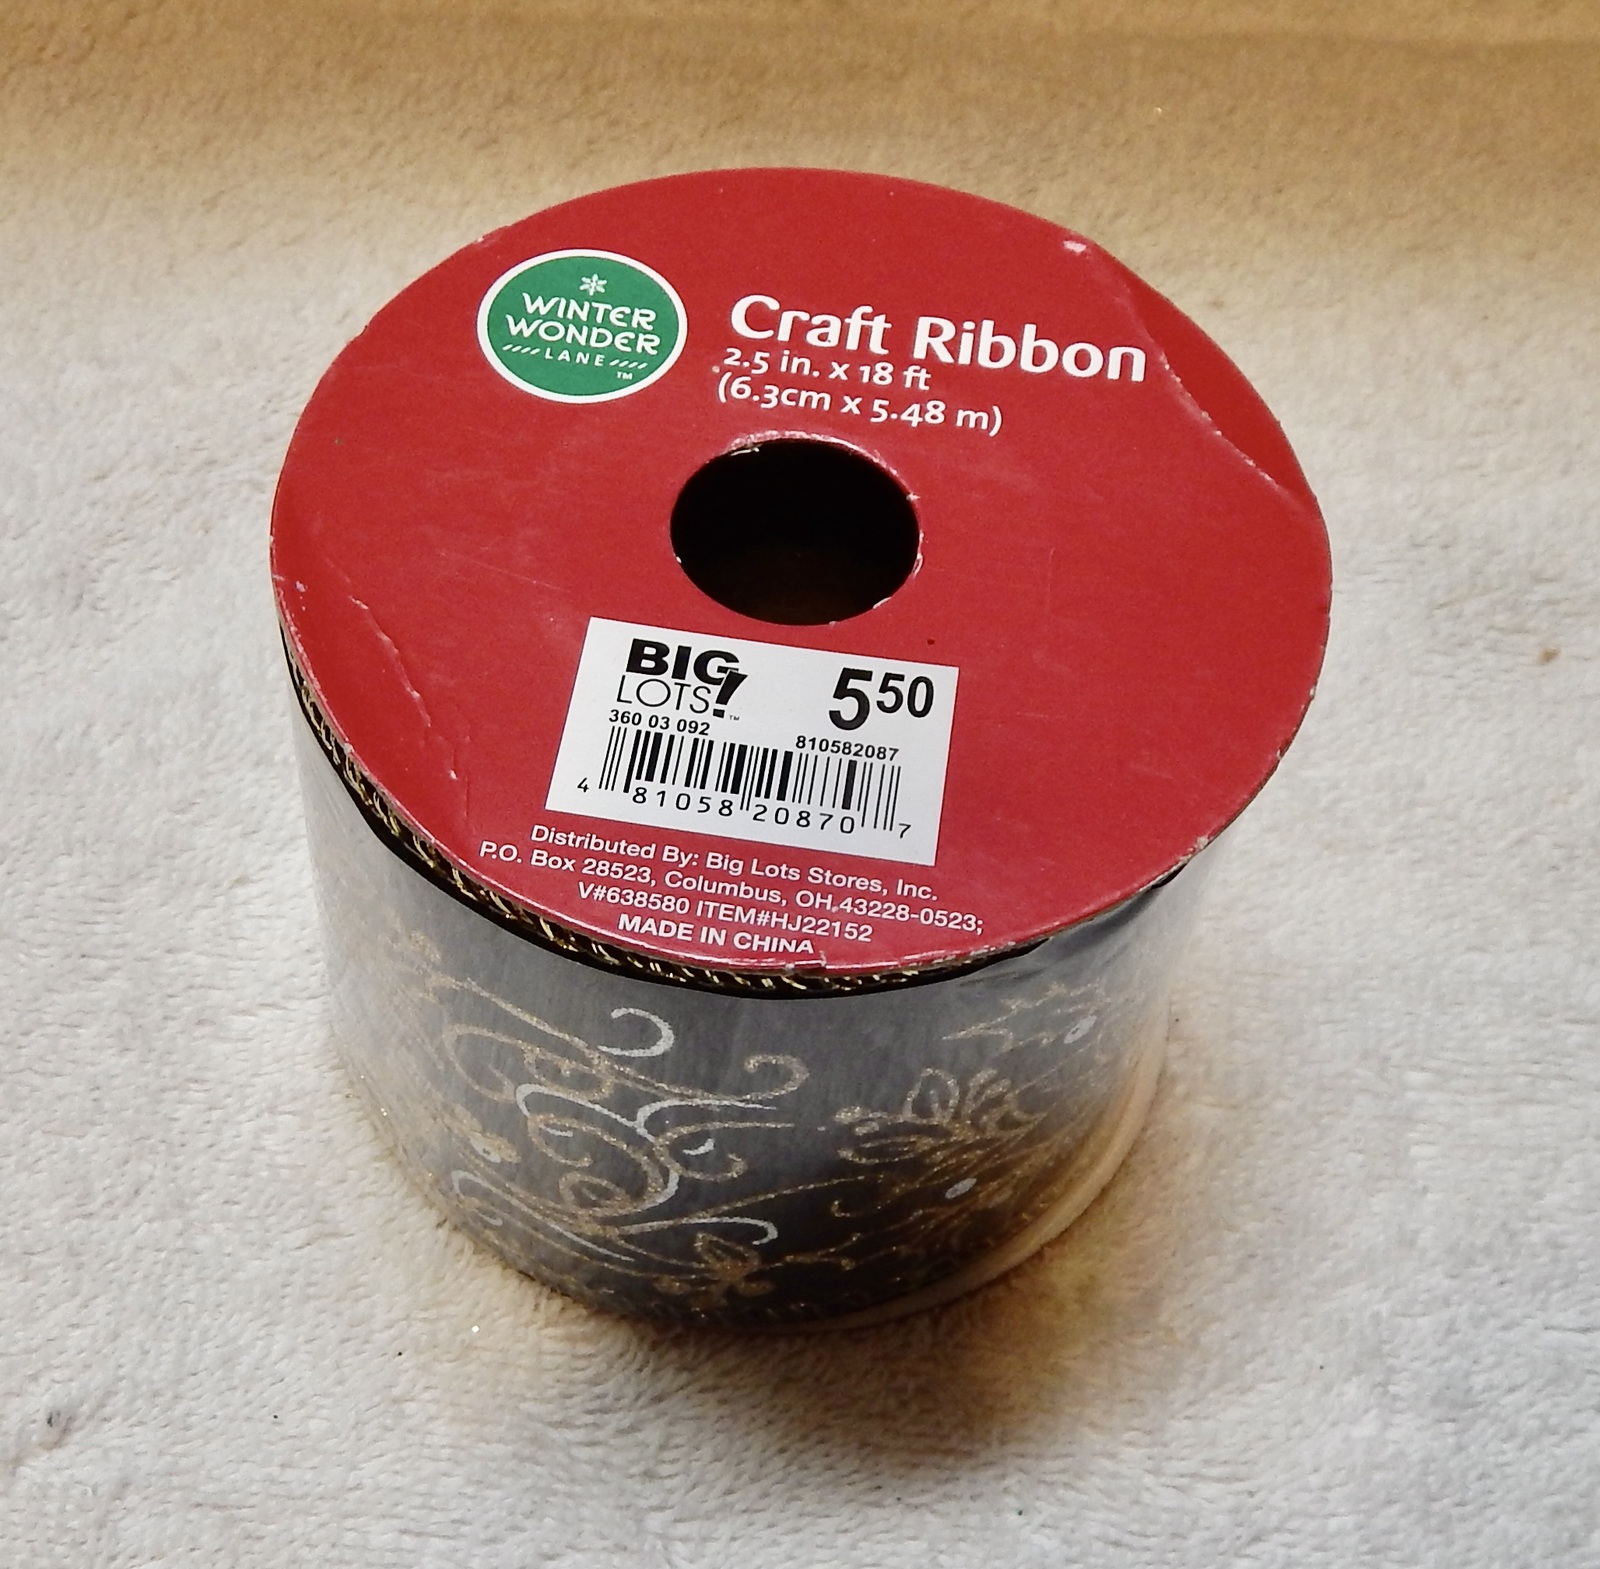 WINTER
WONDER
LANE
TM
Craft Ribbon
2.5 in. x 18 ft
(6.3cm x 5.48 m)
BIG
LOTS!
TM
5 50
360 03 092
810582087
4 81058 20870 7
Distributed By: Big Lots Stores, Inc.
P.O. Box 28523, Columbus, OH 43228-0523;
V#638580 ITEM#HJ22152
MADE IN CHINA